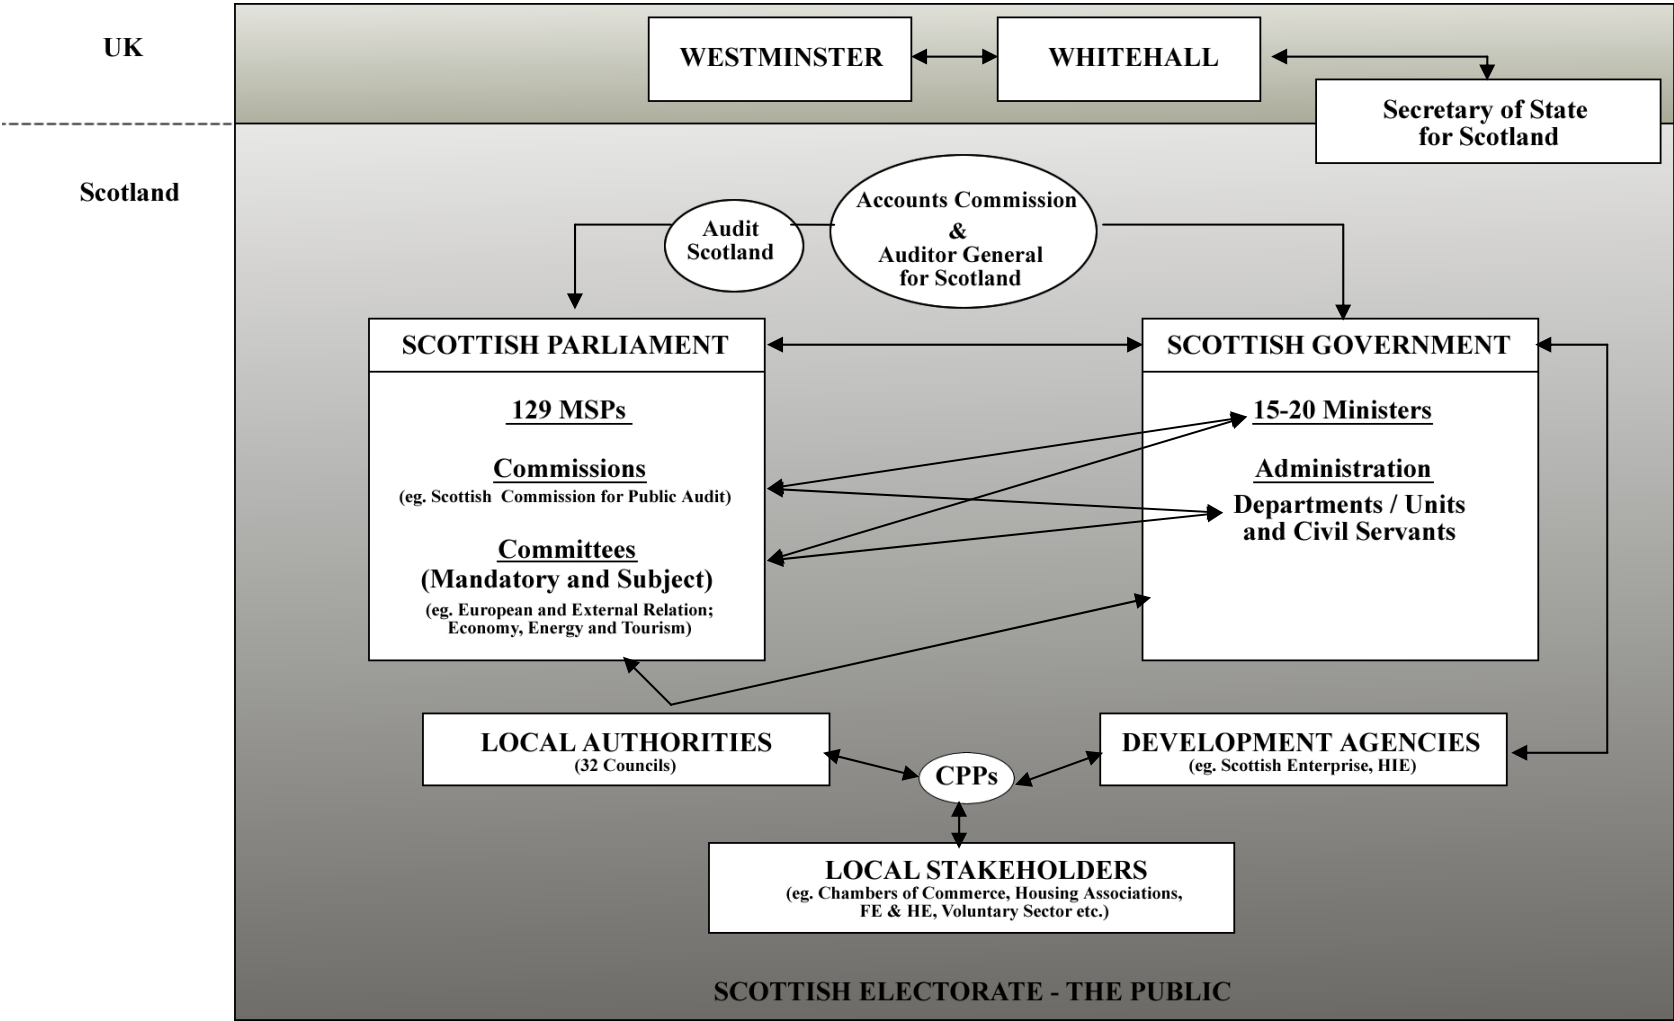 UK
WESTMINSTER
WHITEHALL
Secretary of State
for Scotland
Scotland
Audit
Scotland
Accounts Commission
&
Auditor General
for Scotland
SCOTTISH PARLIAMENT
129 MSPs
Commissions
(eg. Scottish Commission for Public Audit)
Committees
(Mandatory and Subject)
(eg. European and External Relation;
Economy, Energy and Tourism)
SCOTTISH GOVERNMENT
15-20 Ministers
Administration
Departments / Units
and Civil Servants
LOCAL AUTHORITIES
(32 Councils)
CPPs
DEVELOPMENT AGENCIES
(eg. Scottish Enterprise, HIE)
LOCAL STAKEHOLDERS
(eg. Chambers of Commerce, Housing Associations,
FE & HE, Voluntary Sector etc.)
SCOTTISH ELECTORATE - THE PUBLIC